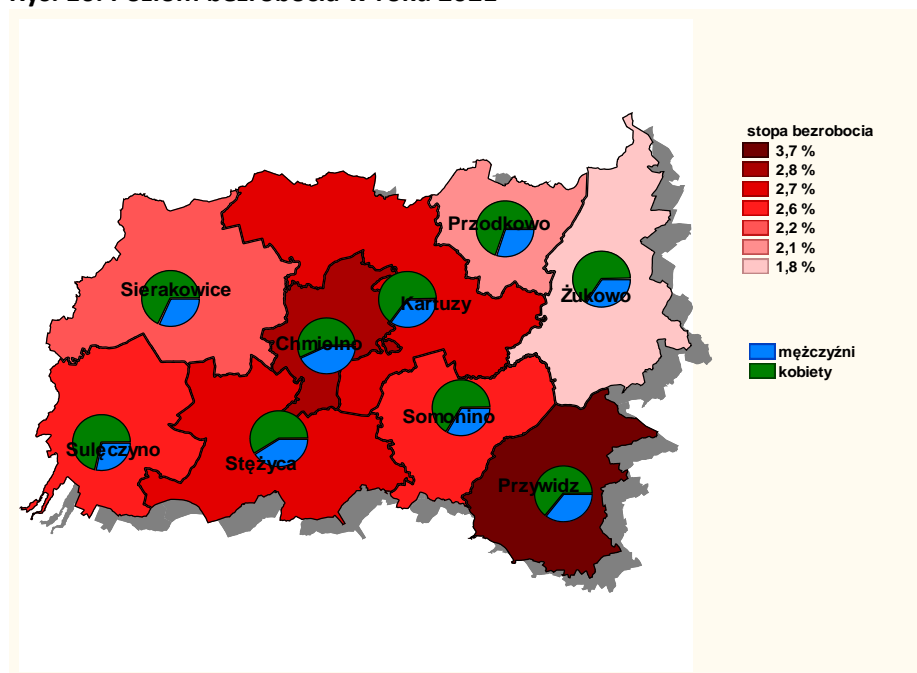 stopa bezrobocia
3,7 %
2,8 %
2,7 %
2,6 %
2,2 %
2,1 %
1,8 %
Przodkowo
Sierakowice
Żukowo
Kartuzy
Chmielno
mężczyźni
kobiety
Somonino
Sulęczyno
Stężyca
Przywidz